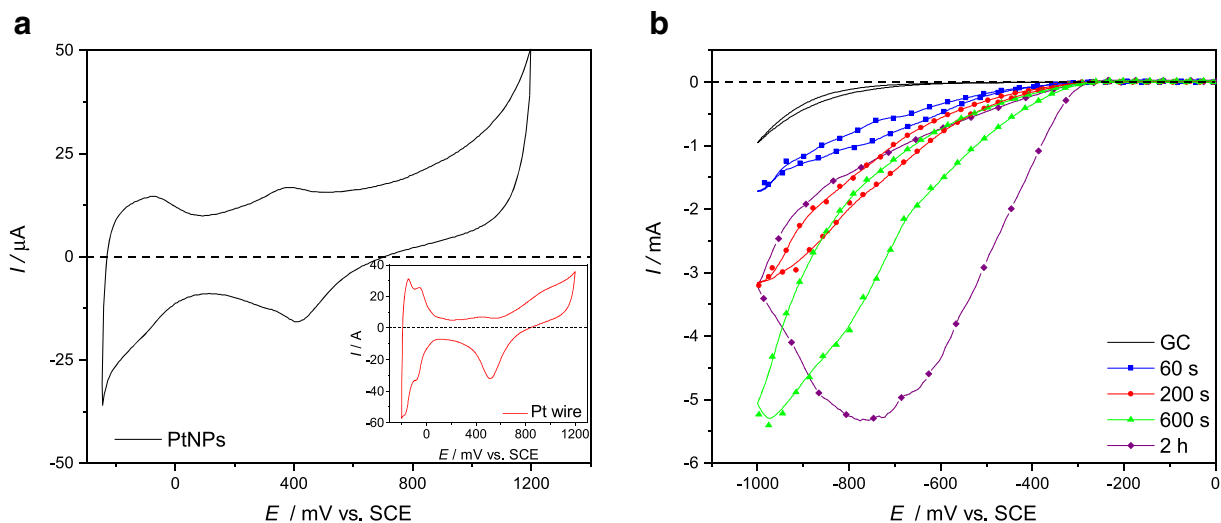 a
50
25
0
-25
-50
I / µA
0
400
800
1200
E / mV vs. SCE
PtNPs
40
20
0
-20
-40
-60
I / A
0
400
800
1200
E / mV vs. SCE
Pt wire
b
0
-1
-2
-3
-4
-5
-6
I / mA
-1000
-800
-600
-400
-200
0
E / mV vs. SCE
GC
60 s
200 s
600 s
2 h